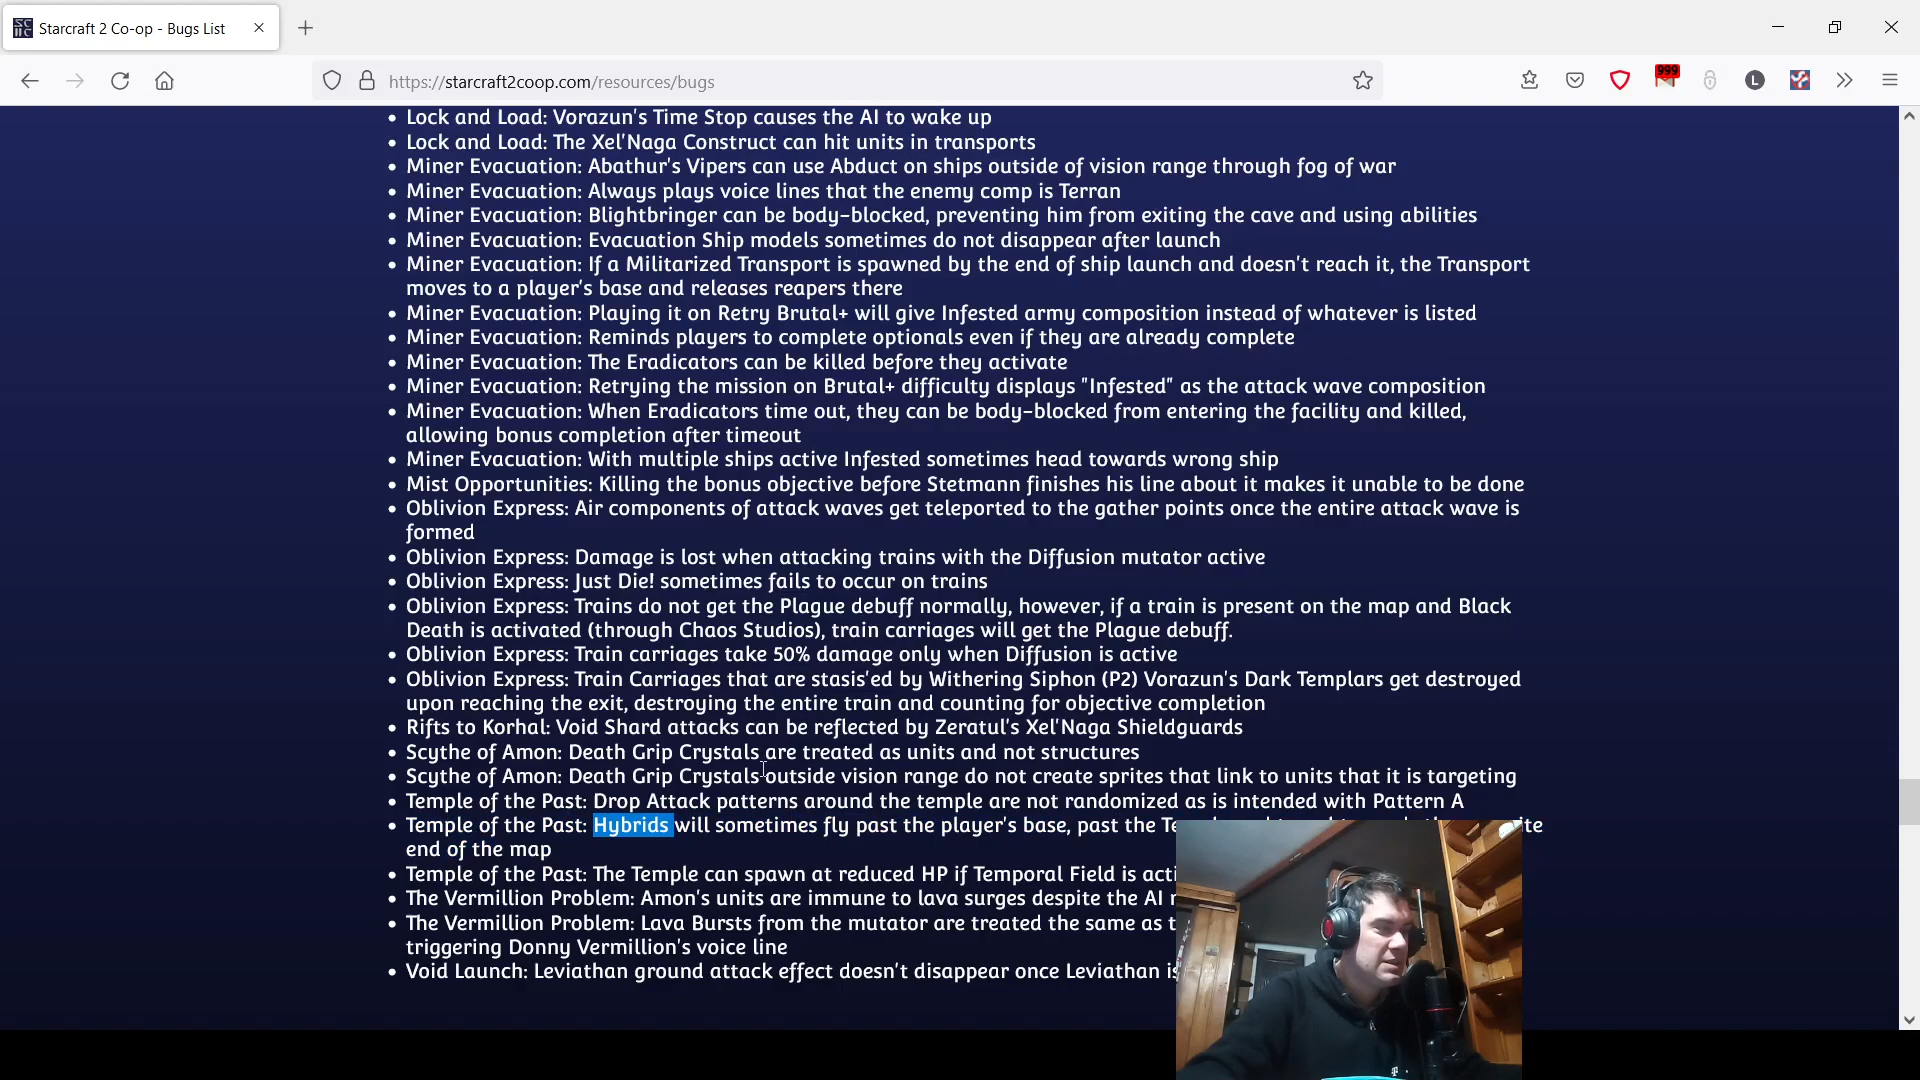 Starcraft 2 Co-op - Bugs List
https://starcraft2coop.com/resources/bugs
999
L
Lock and Load: Vorazun's Time Stop causes the AI to wake up
Lock and Load: The Xel'Naga Construct can hit units in transports
Miner Evacuation: Abathur's Vipers can use Abduct on ships outside of vision range through fog of war
Miner Evacuation: Always plays voice lines that the enemy comp is Terran
Miner Evacuation: Blightbringer can be body-blocked, preventing him from exiting the cave and using abilities
Miner Evacuation: Evacuation Ship models sometimes do not disappear after launch
Miner Evacuation: If a Militarized Transport is spawned by the end of ship launch and doesn't reach it, the Transport
moves to a player's base and releases reapers there
Miner Evacuation: Playing it on Retry Brutal+ will give Infested army composition instead of whatever is listed
Miner Evacuation: Reminds players to complete optionals even if they are already complete
Miner Evacuation: The Eradicators can be killed before they activate
Miner Evacuation: Retrying the mission on Brutal+ difficulty displays "Infested" as the attack wave composition
Miner Evacuation: When Eradicators time out, they can be body-blocked from entering the facility and killed,
allowing bonus completion after timeout
Miner Evacuation: With multiple ships active Infested sometimes head towards wrong ship
Mist Opportunities: Killing the bonus objective before Stetmann finishes his line about it makes it unable to be done
Oblivion Express: Air components of attack waves get teleported to the gather points once the entire attack wave is
formed
Oblivion Express: Damage is lost when attacking trains with the Diffusion mutator active
Oblivion Express: Just Die! sometimes fails to occur on trains
Oblivion Express: Trains do not get the Plague debuff normally, however, if a train is present on the map and Black
Death is activated (through Chaos Studios), train carriages will get the Plague debuff.
Oblivion Express: Train carriages take 50% damage only when Diffusion is active
Oblivion Express: Train Carriages that are stasis'ed by Withering Siphon (P2) Vorazun's Dark Templars get destroyed
upon reaching the exit, destroying the entire train and counting for objective completion
Rifts to Korhal: Void Shard attacks can be reflected by Zeratul's Xel'Naga Shieldguards
Scythe of Amon: Death Grip Crystals are treated as units and not structures
Scythe of Amon: Death Grip Crystals outside vision range do not create sprites that link to units that it is targeting
Temple of the Past: Drop Attack patterns around the temple are not randomized as is intended with Pattern A
Temple of the Past: Hybrids will sometimes fly past the player's base, past the
end of the map
Temple of the Past: The Temple can spawn at reduced HP if Temporal Field is
The Vermillion Problem: Amon's units are immune to lava surges despite the AI
The Vermillion Problem: Lava Bursts from the mutator are treated the same as
triggering Donny Vermillion's voice line
Void Launch: Leviathan ground attack effect doesn't disappear once Leviathan